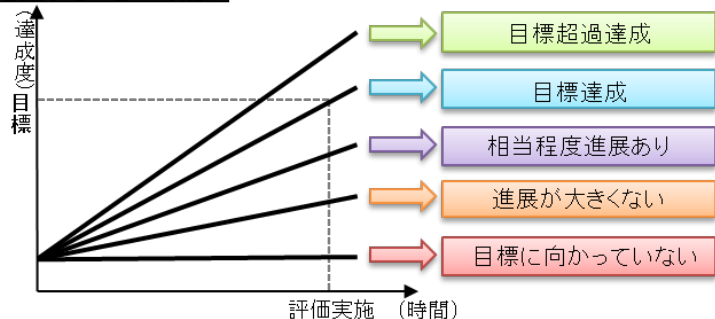 (達成度)目標
目標超過達成
目標達成
相当程度進展あり
進展が大きくない
目標に向かっていない
評価実施 (時間)